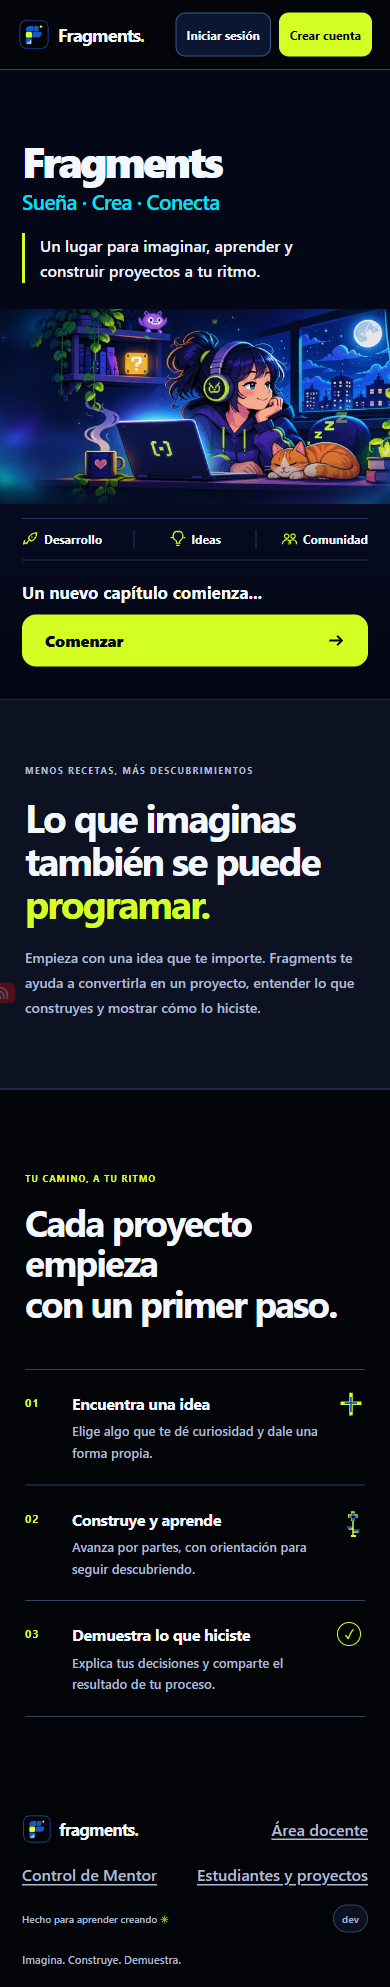 Fragments.
Iniciar sesión
Crear cuenta
Fragments
Sueña · Crea · Conecta
Un lugar para imaginar, aprender y
construir proyectos a tu ritmo.
?
{·}
z z z
Desarrollo
Ideas
Comunidad
Un nuevo capítulo comienza...
Comenzar →
MENOS RECETAS, MÁS DESCUBRIMIENTOS
Lo que imaginas
también se puede
programar.
Empieza con una idea que te importe. Fragments te
ayuda a convertirla en un proyecto, entender lo que
construyes y mostrar cómo lo hiciste.
TU CAMINO, A TU RITMO
Cada proyecto
empieza
con un primer paso.
01
Encuentra una idea
Elige algo que te dé curiosidad y dale una
forma propia.
02
Construye y aprende
Avanza por partes, con orientación para
seguir descubriendo.
03
Demuestra lo que hiciste
Explica tus decisiones y comparte el
resultado de tu proceso.
fragments.
Área docente
Control de Mentor
Estudiantes y proyectos
Hecho para aprender creando ✳
dev
Imagina. Construye. Demuestra.